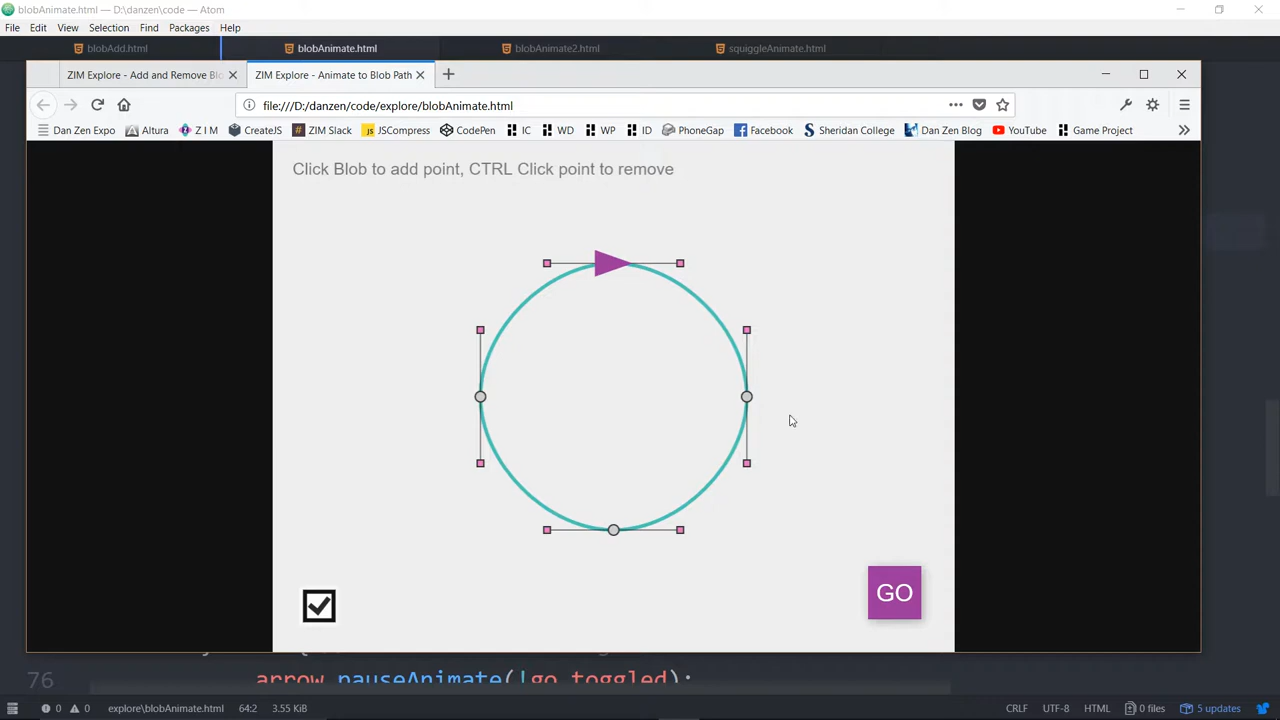 blobAnimate.html — D:\danzen\code — Atom
File Edit View Selection Find Packages Help
blobAdd.html blobAnimate.html blobAnimate2.html squiggleAnimate.html
ZIM Explore - Add and Remove Blo ZIM Explore - Animate to Blob Path
file:///D:/danzen/code/explore/blobAnimate.html
Dan Zen Expo Altura Z I M CreateJS ZIM Slack JSCompress CodePen IC WD WP ID PhoneGap Facebook Sheridan College Dan Zen Blog YouTube Game Project
Click Blob to add point, CTRL Click point to remove
GO
76 arrow.pauseAnimate(!go.toggled);
0 0 explore\blobAnimate.html 64:2 3.55 KiB CRLF UTF-8 HTML 0 files 5 updates